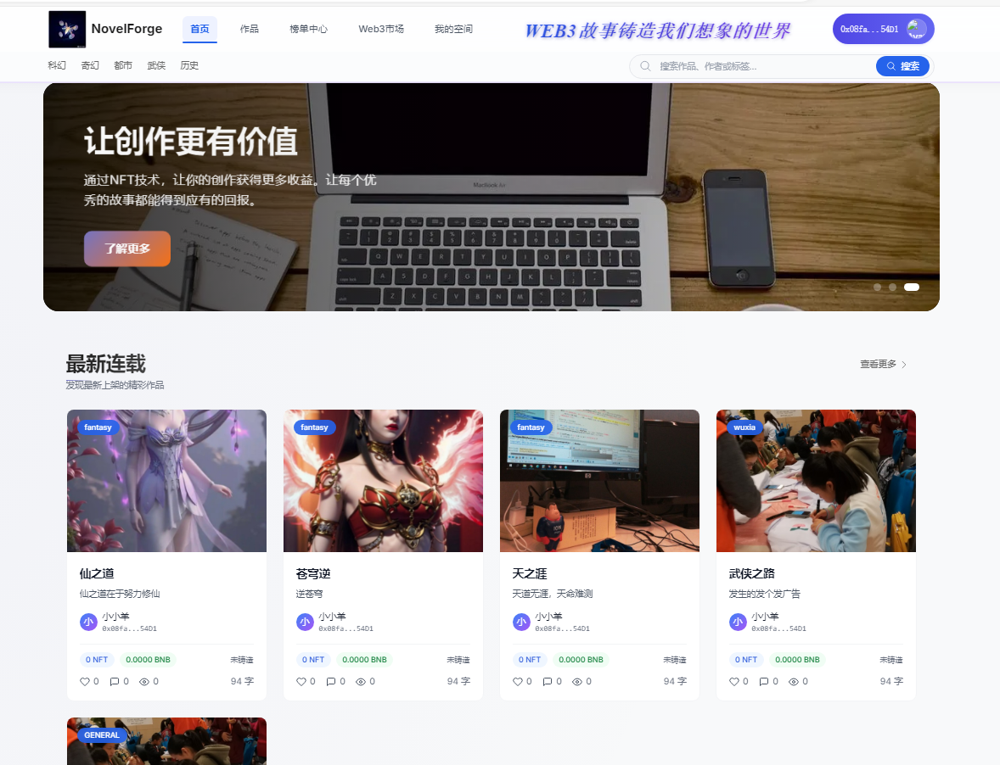 NovelForge
首页
作品
榜单中心
Web3市场
我的空间
WEB3故事铸造我们想象的世界
0x08fa...54D1
科幻
奇幻
都市
武侠
历史
搜索作品、作者或标签...
搜索
让创作更有价值
通过NFT技术，让你的创作获得更多收益。让每个优
秀的故事都能得到应有的回报。
了解更多
Macbook Air
最新连载
查看更多
发现最新上架的精彩作品
fantasy
仙之道
仙之道在于努力修仙
小
小小羊
0x08fa...54D1
0 NFT
0.0000 BNB
未铸造
0
0
0
94 字
fantasy
苍穹逆
逆苍穹
小
小小羊
0x08fa...54D1
0 NFT
0.0000 BNB
未铸造
0
0
0
94 字
fantasy
天之涯
天道无涯，天命难测
小
小小羊
0x08fa...54D1
0 NFT
0.0000 BNB
未铸造
0
0
0
94 字
wuxia
武侠之路
发生的发个发广告
小
小小羊
0x08fa...54D1
0 NFT
0.0000 BNB
未铸造
0
0
0
94 字
GENERAL